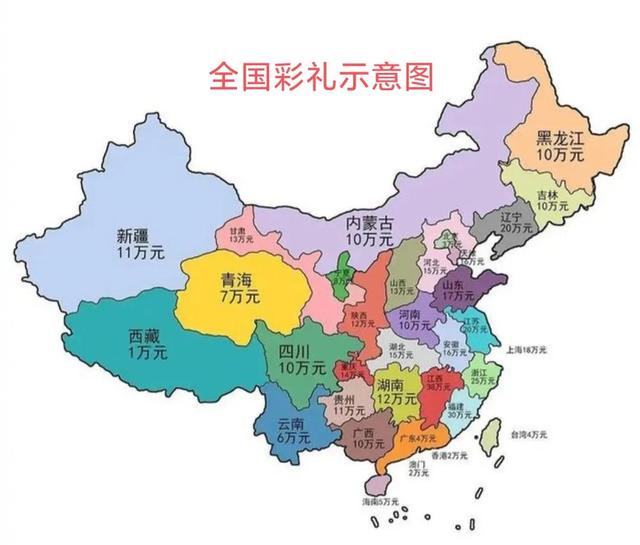 全国彩礼示意图
黑龙江
10万元
吉林
10万元
辽宁
20万元
内蒙古
10万元
新疆
11万元
甘肃
13万元
青海
7万元
宁夏
北京
天津
河北
15万元
山西
13万元
山东
17万元
西藏
1万元
陕西
12万元
河南
10万元
江苏
20万元
四川
10万元
湖北
15万元
安徽
16万元
上海18万元
重庆
14万元
浙江
25万元
湖南
12万元
江西
38万元
贵州
11万元
福建
30万元
云南
6万元
广西
10万元
广东4万元
台湾4万元
香港2万元
澳门
2万元
海南5万元